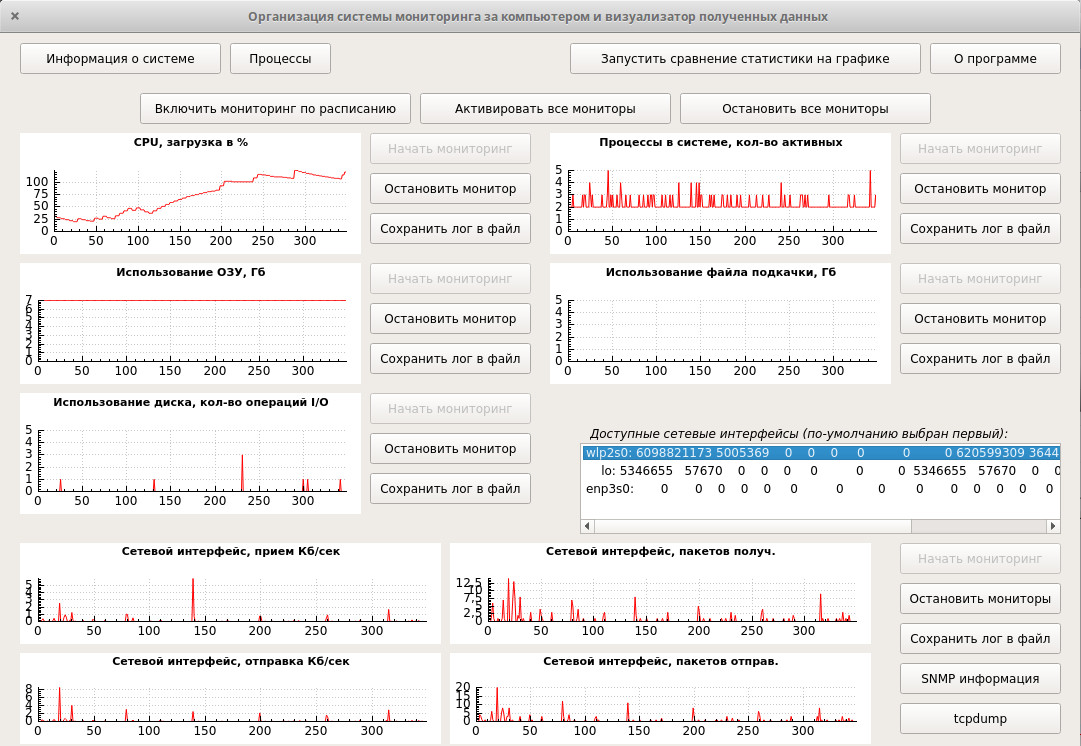 Организация системы мониторинга за компьютером и визуализатор полученных данных
Информация о системе Процессы Запустить сравнение статистики на графике О программе
Включить мониторинг по расписанию Активировать все мониторы Остановить все мониторы
CPU, загрузка в %
100
75
50
25
0
0 50 100 150 200 250 300
Начать мониторинг
Остановить монитор
Сохранить лог в файл
Процессы в системе, кол-во активных
5
4
3
2
1
0
0 50 100 150 200 250 300
Начать мониторинг
Остановить монитор
Сохранить лог в файл
Использование ОЗУ, Гб
7
6
5
4
3
2
1
0
0 50 100 150 200 250 300
Начать мониторинг
Остановить монитор
Сохранить лог в файл
Использование файла подкачки, Гб
5
4
3
2
1
0
0 50 100 150 200 250 300
Начать мониторинг
Остановить монитор
Сохранить лог в файл
Использование диска, кол-во операций I/O
5
4
3
2
1
0
0 50 100 150 200 250 300
Начать мониторинг
Остановить монитор
Сохранить лог в файл
Доступные сетевые интерфейсы (по-умолчанию выбран первый):
wlp2s0: 6098821173 5005369 0 0 0 0 0 0 620599309 3644
lo: 5346655 57670 0 0 0 0 0 0 5346655 57670 0 0
enp3s0: 0 0 0 0 0 0 0 0 0 0 0 0 0 0
Сетевой интерфейс, прием Кб/сек
5
4
3
2
1
0
0 50 100 150 200 250 300
Сетевой интерфейс, пакетов получ.
12,5
10
7,5
5
2,5
0
0 50 100 150 200 250 300
Начать мониторинг
Остановить мониторы
Сохранить лог в файл
SNMP информация
tcpdump
Сетевой интерфейс, отправка Кб/сек
8
6
4
2
0
0 50 100 150 200 250 300
Сетевой интерфейс, пакетов отправ.
20
15
10
5
0
0 50 100 150 200 250 300